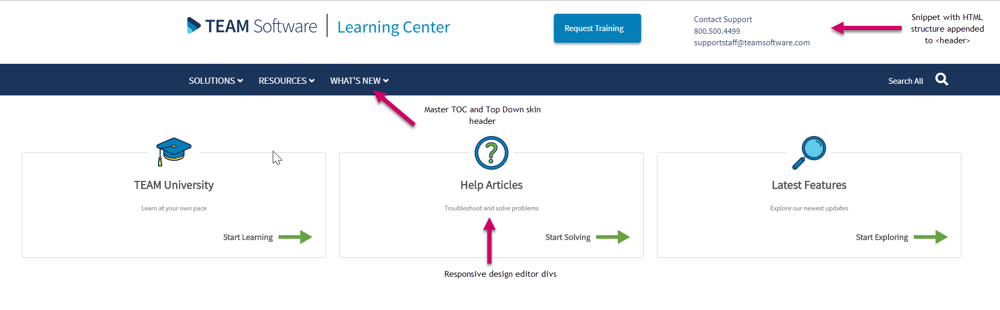 TEAM Software | Learning Center
Request Training
Contact Support
800.500.4499
supportstaff@teamsoftware.com
Snippet with HTML
structure appended
to <header>
SOLUTIONS
RESOURCES
WHAT'S NEW
Search All
Master TOC and Top Down skin
header
?
TEAM University
Learn at your own pace
Start Learning
Help Articles
Troubleshoot and solve problems
Start Solving
Latest Features
Explore our newest updates
Start Exploring
Responsive design editor divs